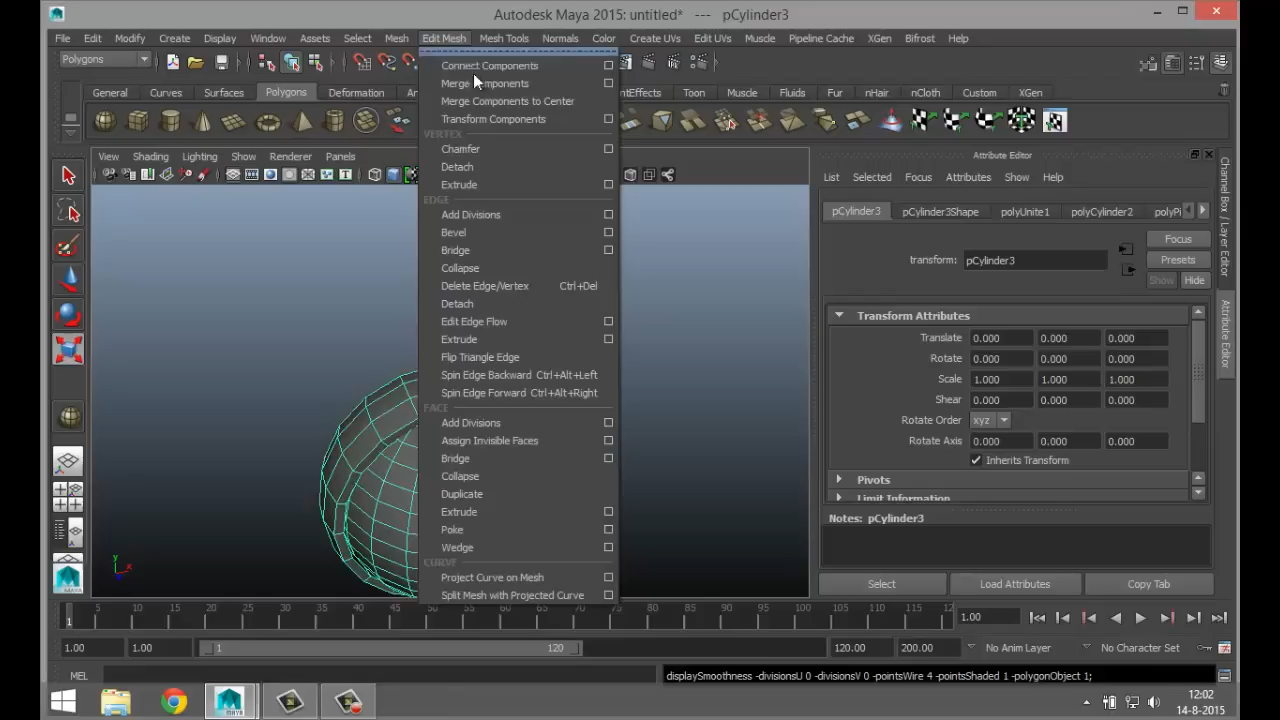 Autodesk Maya 2015: untitled* --- pCylinder3
File Edit Modify Create Display Window Assets Select Mesh Edit Mesh Mesh Tools Normals Color Create UVs Edit UVs Muscle Pipeline Cache XGen Bifrost Help
Polygons
General Curves Surfaces Polygons Deformation Toon Muscle Fluids Fur nHair nCloth Custom XGen
View Shading Lighting Show Renderer Panels
Connect Components
Merge Components
Merge Components to Center
Transform Components
VERTEX
Chamfer
Detach
Extrude
EDGE
Add Divisions
Bevel
Bridge
Collapse
Delete Edge/Vertex Ctrl+Del
Detach
Edit Edge Flow
Extrude
Flip Triangle Edge
Spin Edge Backward Ctrl+Alt+Left
Spin Edge Forward Ctrl+Alt+Right
FACE
Add Divisions
Assign Invisible Faces
Bridge
Collapse
Duplicate
Extrude
Poke
Wedge
CURVE
Project Curve on Mesh
Split Mesh with Projected Curve
Attribute Editor
List Selected Focus Attributes Show Help
pCylinder3 pCylinder3Shape polyUnite1 polyCylinder2 polyPi
transform: pCylinder3
Focus
Presets
Show Hide
Transform Attributes
Translate 0.000 0.000 0.000
Rotate 0.000 0.000 0.000
Scale 1.000 1.000 1.000
Shear 0.000 0.000 0.000
Rotate Order xyz
Rotate Axis 0.000 0.000 0.000
Inherits Transform
Pivots
Limit Information
Notes: pCylinder3
Select Load Attributes Copy Tab
Channel Box / Layer Editor
Attribute Editor
y
x
1 5 10 15 20 25 30 35 40 45 50 55 60 65 70 75 80 85 90 95 100 105 110 115 12
1.00
1.00 1.00 1 120 120.00 200.00 No Anim Layer No Character Set
MEL
displaySmoothness -divisionsU 0 -divisionsV 0 -pointsWire 4 -pointsShaded 1 -polygonObject 1;
12:02
14-8-2015